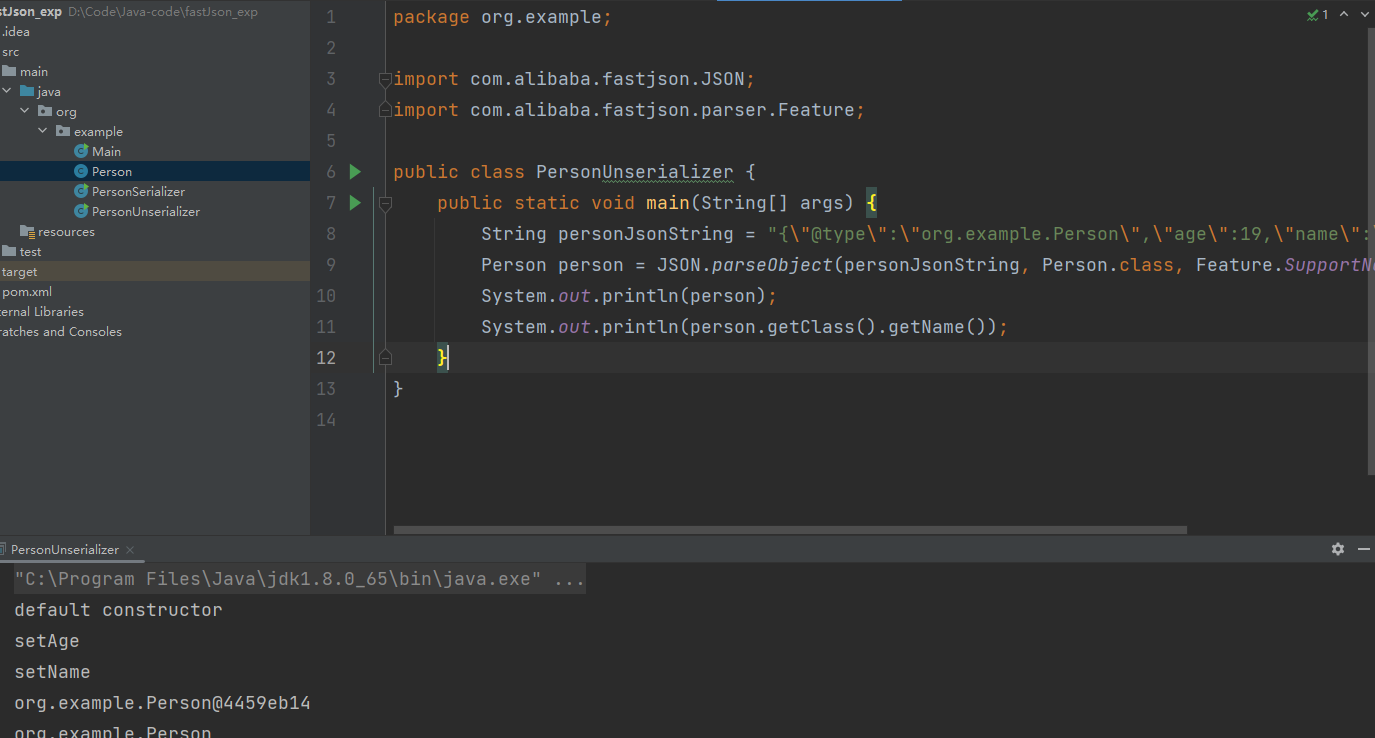 stJson_exp D:\Code\Java-code\fastJson_exp
.idea
src
main
java
org
example
Main
Person
PersonSerializer
PersonUnserializer
resources
test
target
pom.xml
ternal Libraries
ratches and Consoles
1 package org.example;
2
3 import com.alibaba.fastjson.JSON;
4 import com.alibaba.fastjson.parser.Feature;
5
6 public class PersonUnserializer {
7 public static void main(String[] args) {
8 String personJsonString = "{\"@type\":\"org.example.Person\",\"age\":19,\"name\":\
9 Person person = JSON.parseObject(personJsonString, Person.class, Feature.SupportNo
10 System.out.println(person);
11 System.out.println(person.getClass().getName());
12 }
13 }
14
1
PersonUnserializer
"C:\Program Files\Java\jdk1.8.0_65\bin\java.exe" ...
default constructor
setAge
setName
org.example.Person@4459eb14
org.example.Person